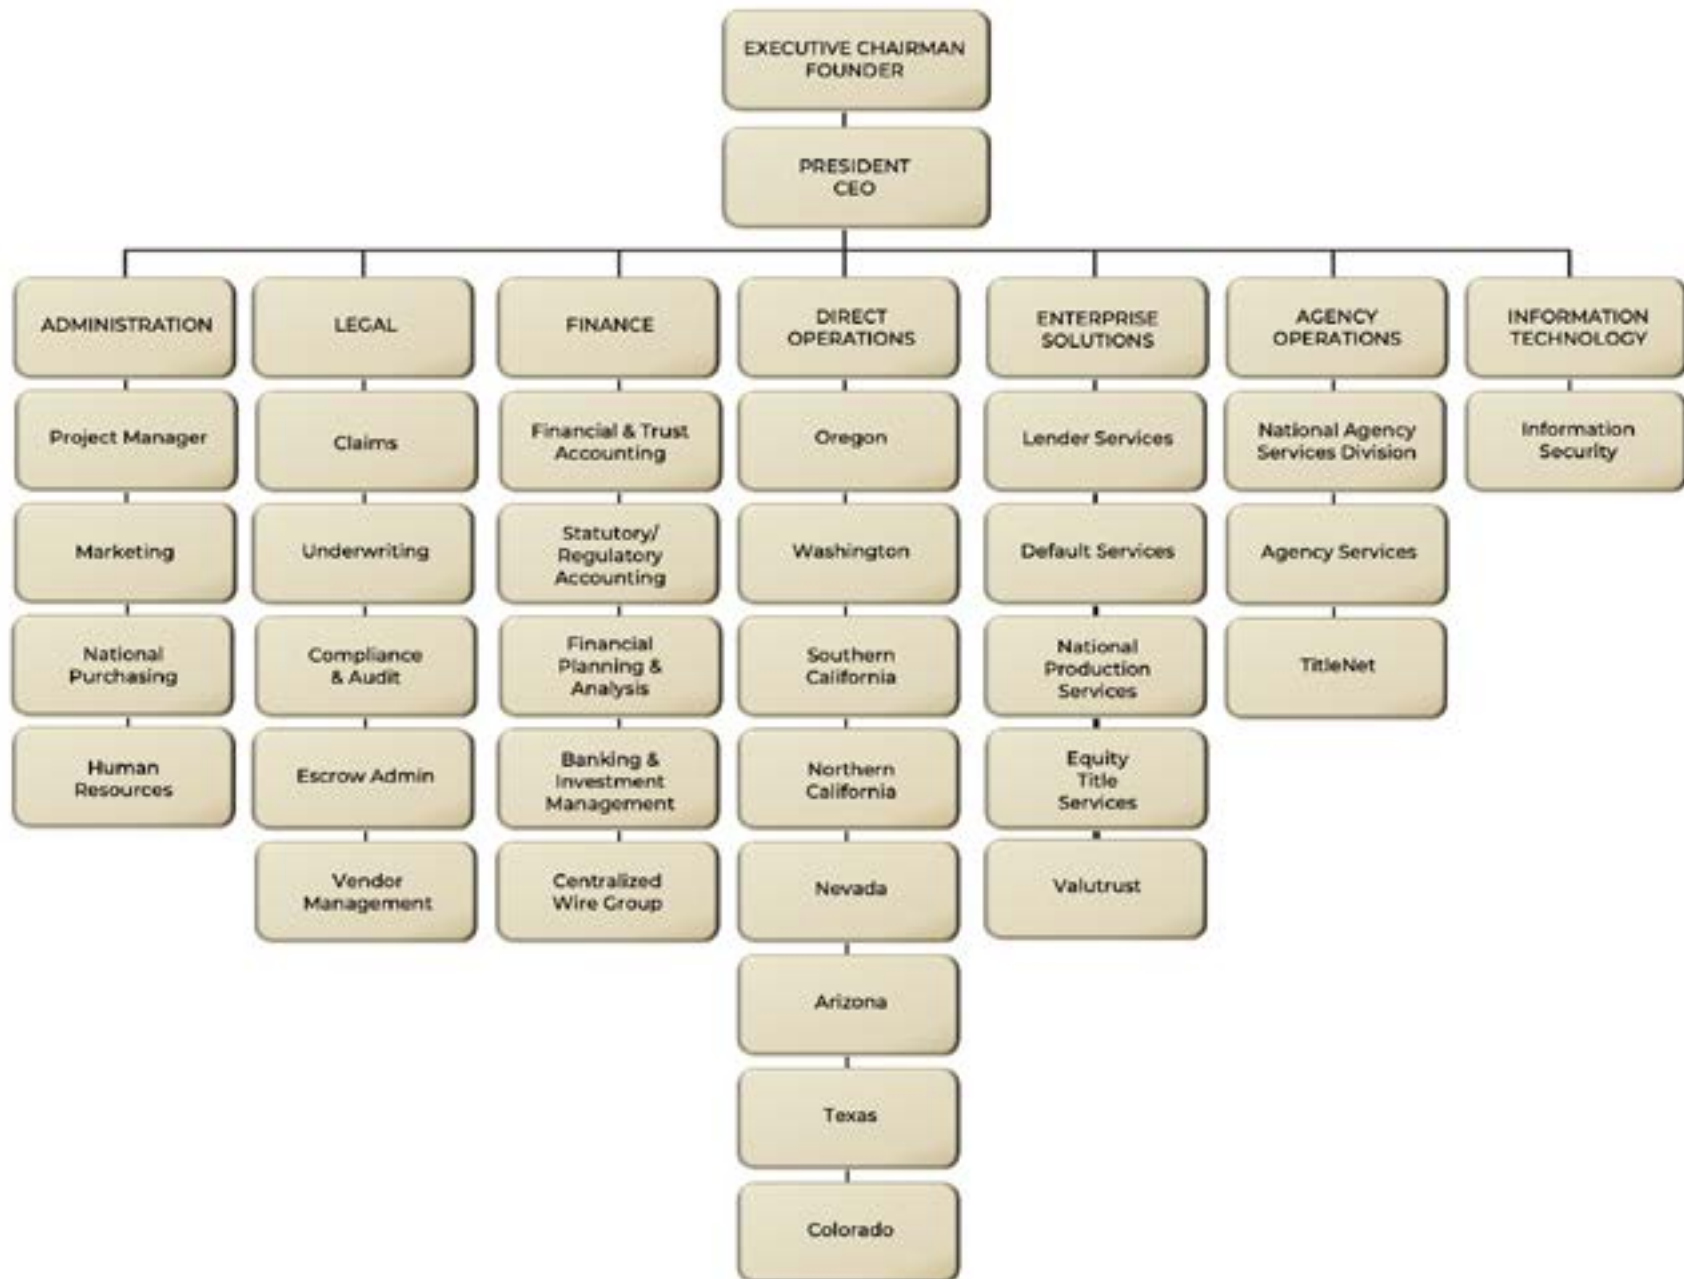 EXECUTIVE CHAIRMAN
FOUNDER
PRESIDENT
CEO
ADMINISTRATION
Project Manager
Marketing
National
Purchasing
Human
Resources
LEGAL
Claims
Underwriting
Compliance
& Audit
Escrow Admin
Vendor
Management
FINANCE
Financial & Trust
Accounting
Statutory/
Regulatory
Accounting
Financial
Planning &
Analysis
Banking &
Investment
Management
Centralized
Wire Group
DIRECT
OPERATIONS
Oregon
Washington
Southern
California
Northern
California
Nevada
Arizona
Texas
Colorado
ENTERPRISE
SOLUTIONS
Lender Services
Default Services
National
Production
Services
Equity
Title
Services
Valutrust
AGENCY
OPERATIONS
National Agency
Services Division
Agency Services
TitleNet
INFORMATION
TECHNOLOGY
Information
Security